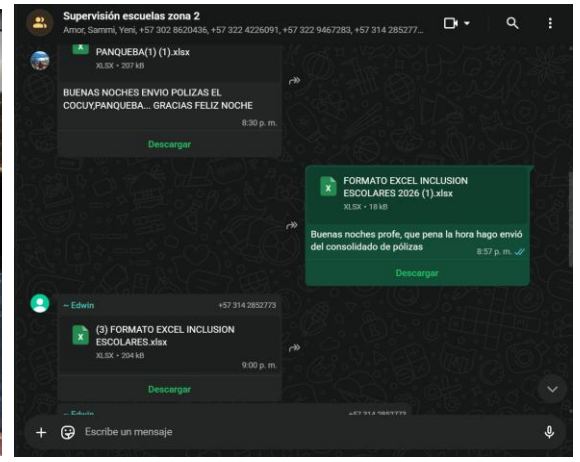 Supervisión escuelas zona 2
Amor, Sammi, Yeni, +57 302 8620436, +57 322 4226091, +57 322 9467283, +57 314 285277...
PANQUEBA(1) (1).xlsx
XLSX • 207 kB
BUENAS NOCHES ENVIO POLIZAS EL
COCUY,PANQUEBA... GRACIAS FELIZ NOCHE
8:30 p. m.
Descargar
FORMATO EXCEL INCLUSION
ESCOLARES 2026 (1).xlsx
XLSX • 18 kB
Buenas noches profe, que pena la hora hago envió
del consolidado de pólizas
8:57 p. m.
Descargar
~ Edwin +57 314 2852773
(3) FORMATO EXCEL INCLUSION
ESCOLARES.xlsx
XLSX • 204 kB
9:00 p. m.
Descargar
~ Edwin +57 314 2852773
Escribe un mensaje